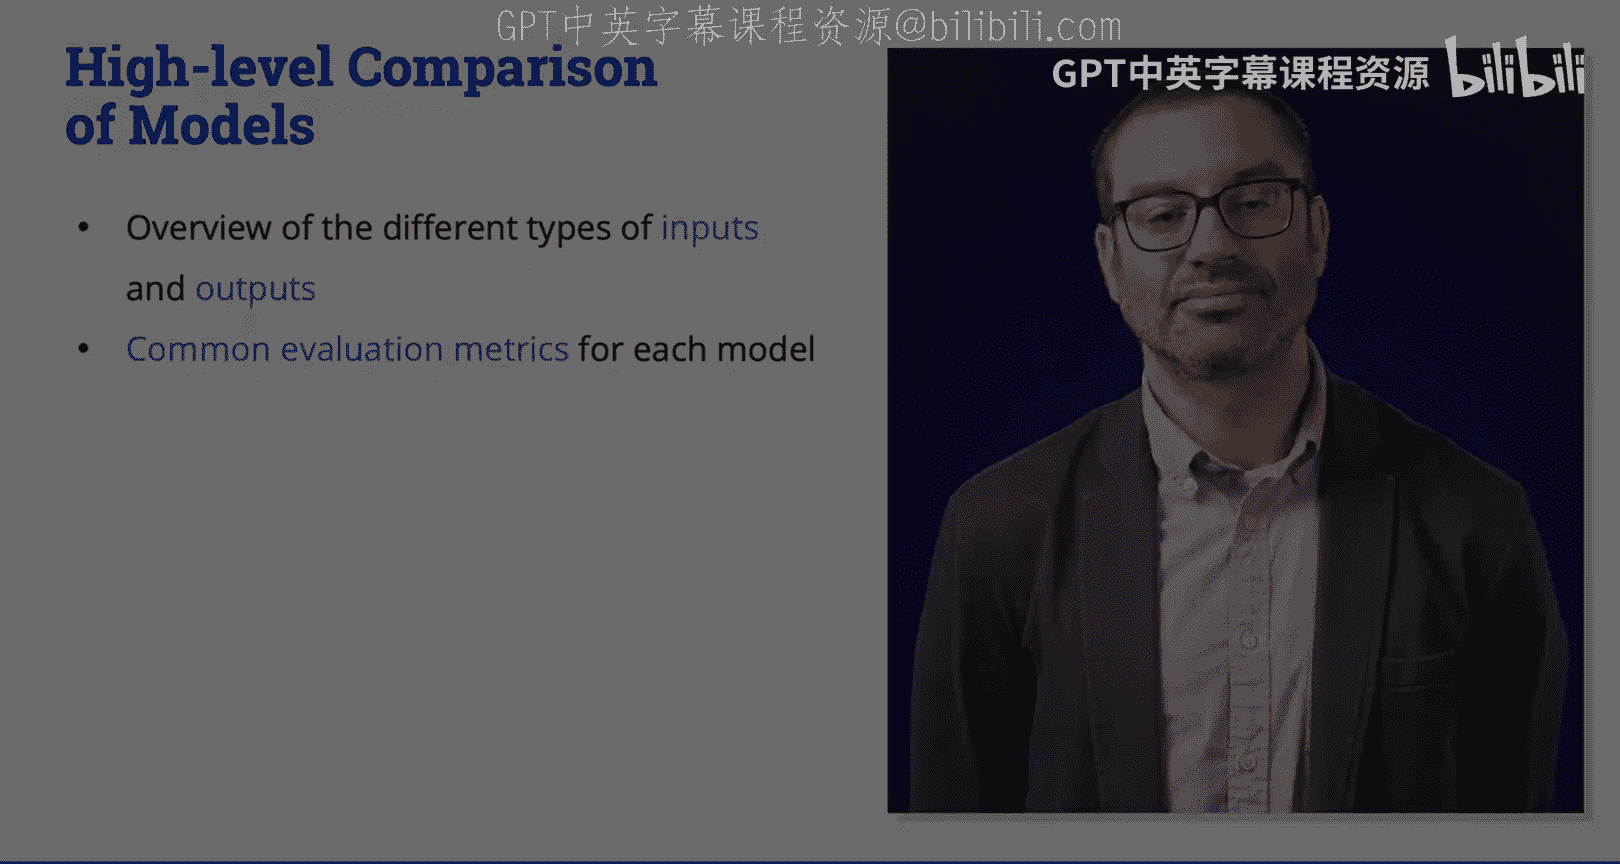 GPT中英字幕课程资源@bilibili.com
High-level Comparison
of Models
GPT中英字幕课程资源 bilibili
• Overview of the different types of inputs
and outputs
• Common evaluation metrics for each model